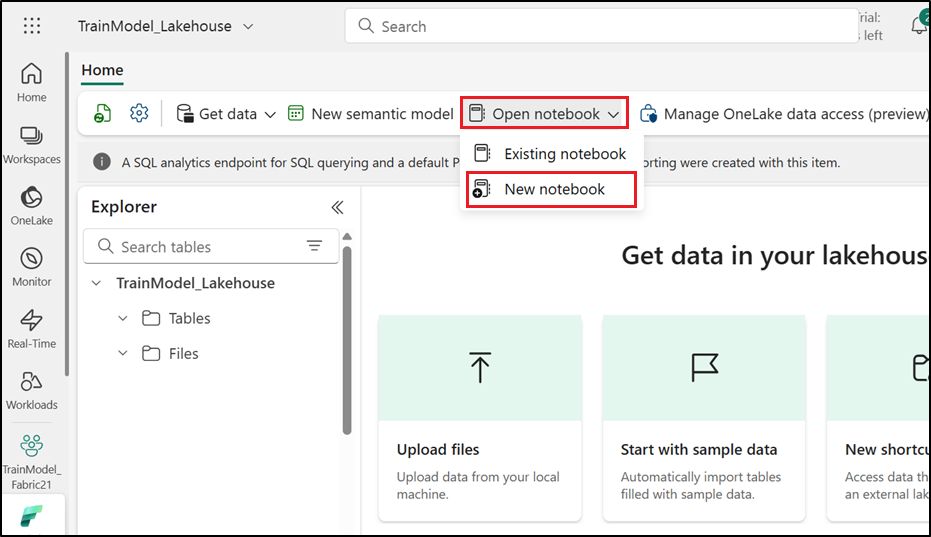 TrainModel_Lakehouse
Search
Trial:
left
2
Home
Home
Workspaces
OneLake
Monitor
Real-Time
Workloads
TrainModel_
Fabric21
Get data
New semantic model
Open notebook
Manage OneLake data access (preview)
Existing notebook
New notebook
A SQL analytics endpoint for SQL querying and a default P
orting were created with this item.
Explorer
Search tables
TrainModel_Lakehouse
Tables
Files
Get data in your lakehous
Upload files
Upload data from your local
machine.
Start with sample data
Automatically import tables
filled with sample data.
New shortcu
Access data th
an external lak